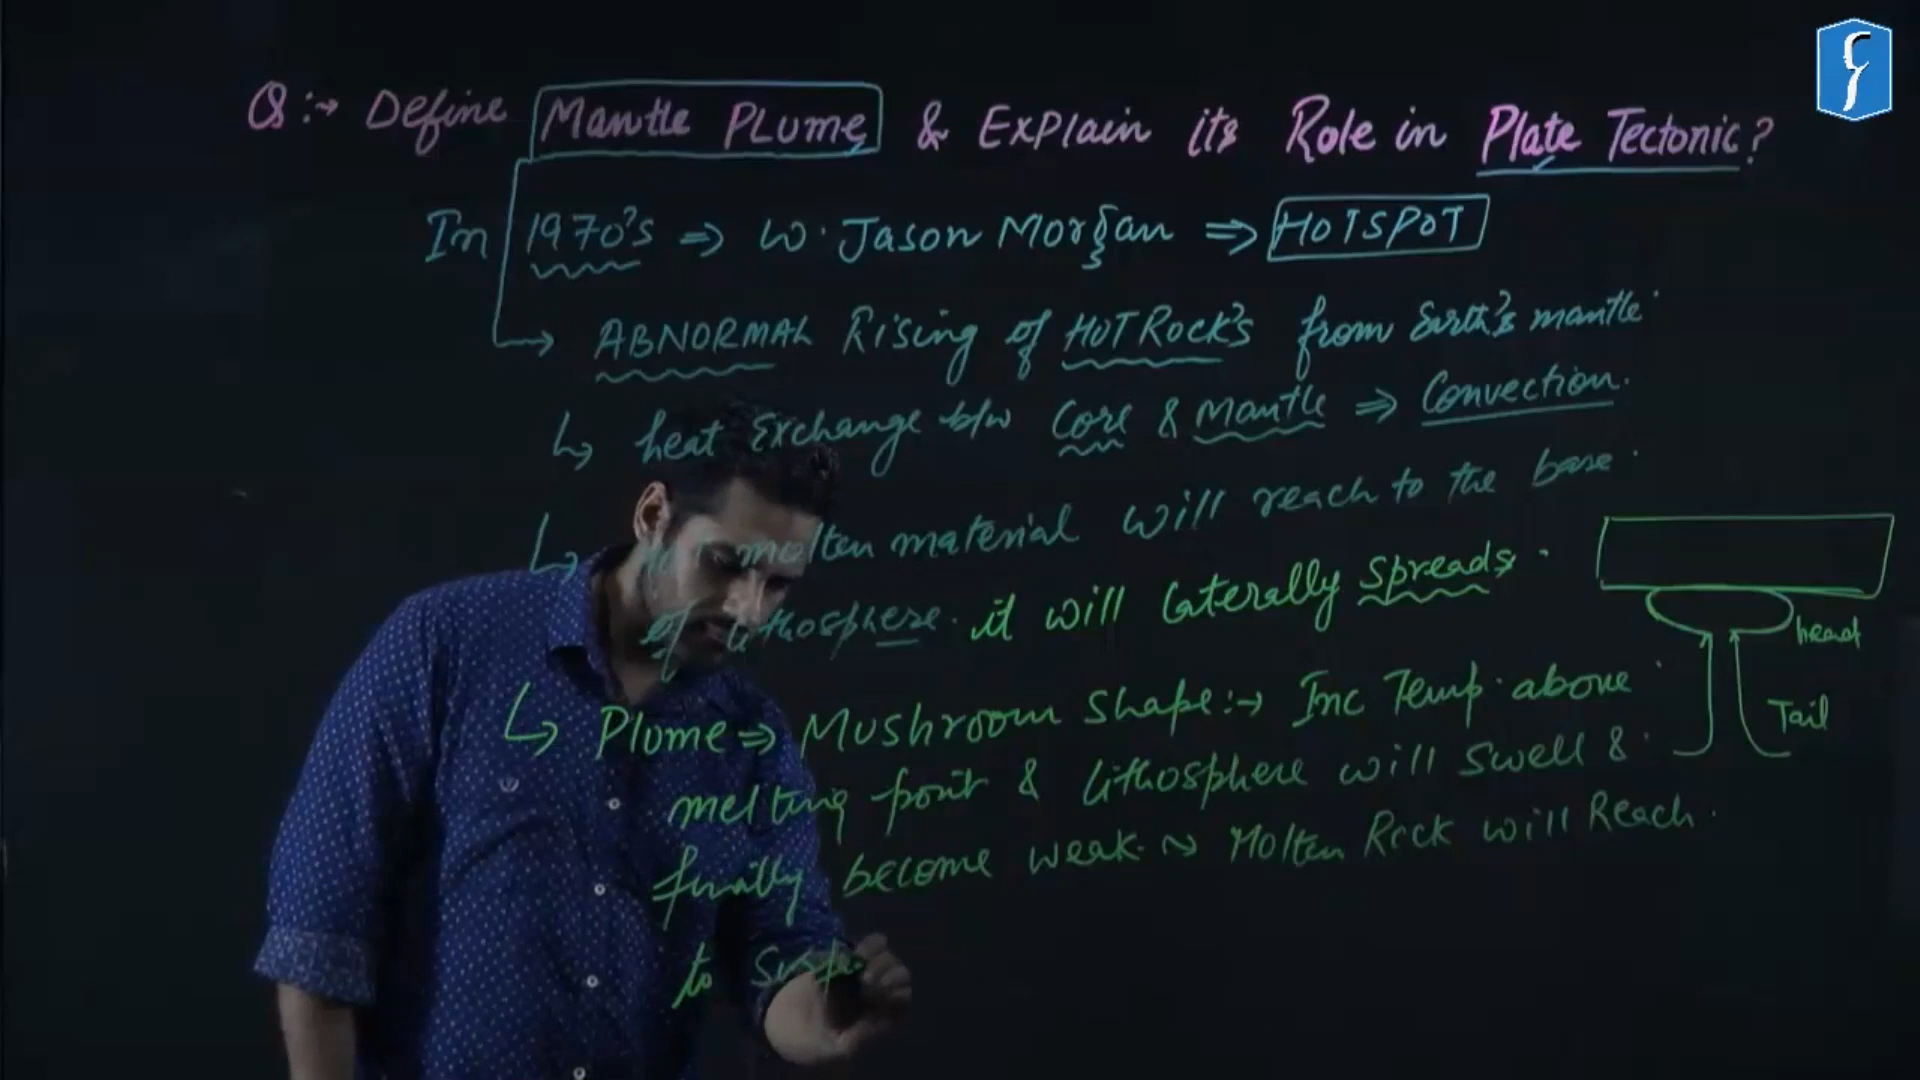 Q:→ Define Mantle Plume & Explain its Role in Plate Tectonic?
In 1970's ⇒ W. Jason Morgan ⇒ HOTSPOT
→ ABNORMAL Rising of HOT Rock's from Earth's mantle.
↳ heat Exchange b/w Core & Mantle ⇒ Convection.
↳ molten material will reach to the base.
of lithosphere. it will laterally spreads.
head
↳ Plume ⇒ Mushroom Shape:→ Inc Temp. above
Tail
melting point & lithosphere will swell &
finally become weak. Molten Rock will Reach.
to